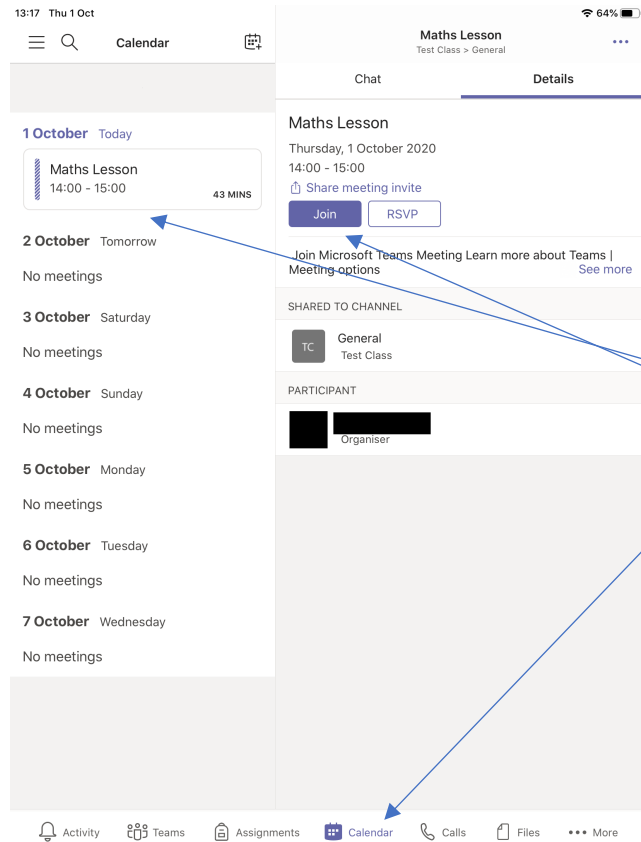 13:17 Thu 1 Oct
64%
Calendar
1 October Today
Maths Lesson
14:00 - 15:00
43 MINS
2 October Tomorrow
No meetings
3 October Saturday
No meetings
4 October Sunday
No meetings
5 October Monday
No meetings
6 October Tuesday
No meetings
7 October Wednesday
No meetings
Maths Lesson
Test Class > General
Chat Details
Maths Lesson
Thursday, 1 October 2020
14:00 - 15:00
Share meeting invite
Join RSVP
Join Microsoft Teams Meeting Learn more about Teams |
Meeting options See more
SHARED TO CHANNEL
TC
General
Test Class
PARTICIPANT
Organiser
Activity Teams Assignments Calendar Calls Files More